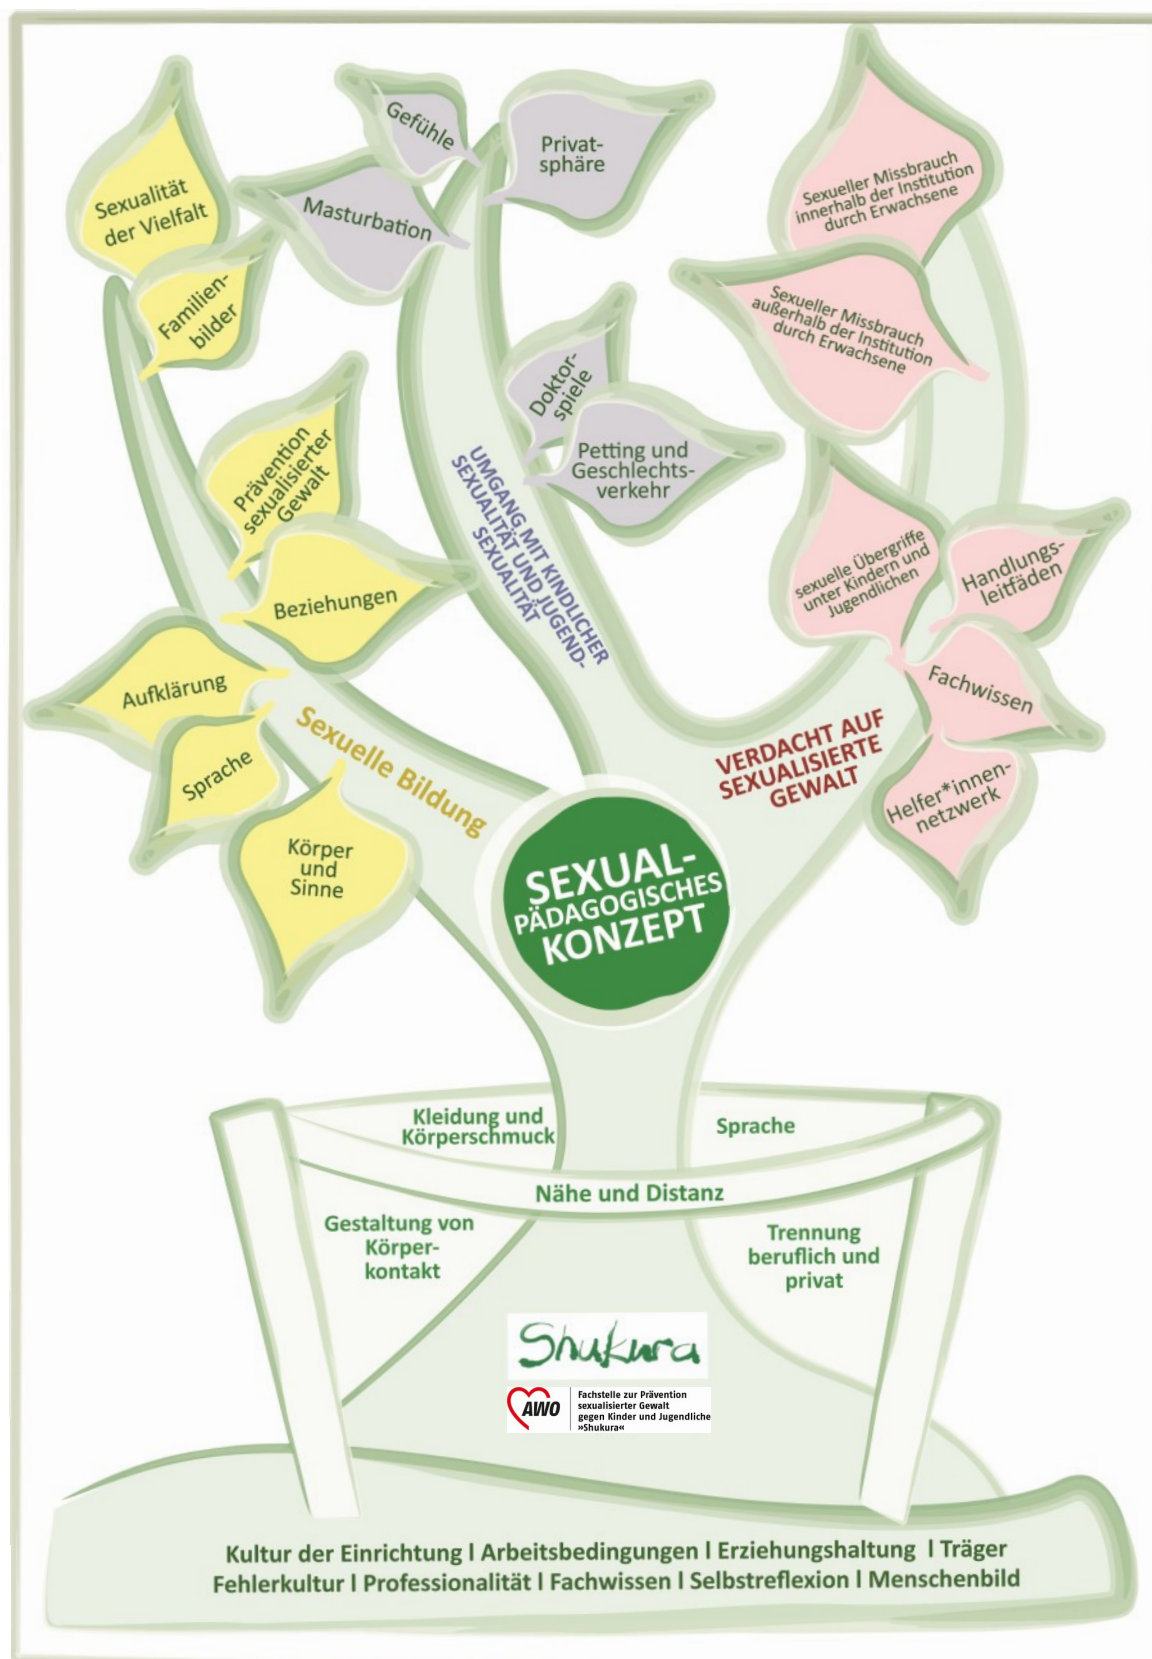 Gefühle
Privat-
sphäre
Masturbation
Sexualität
der Vielfalt
Familien-
bilder
Sexueller Missbrauch
innerhalb der Institution
durch Erwachsene
Sexueller Missbrauch
außerhalb der Institution
durch Erwachsene
Doktor-
spiele
Petting und
Geschlechts-
verkehr
Prävention
sexualisierter
Gewalt
Beziehungen
UMGANG MIT KINDLICHER
SEXUALITÄT UND JUGEND-
SEXUALITÄT
sexuelle Übergriffe
unter Kindern und
Jugendlichen
Handlungs-
leitfäden
Aufklärung
Fachwissen
Sprache
Sexuelle Bildung
VERDACHT AUF
SEXUALISIERTE
GEWALT
Helfer*innen-
netzwerk
Körper
und
Sinne
SEXUAL-
PÄDAGOGISCHES
KONZEPT
Kleidung und
Körperschmuck
Sprache
Nähe und Distanz
Gestaltung von
Körper-
kontakt
Trennung
beruflich und
privat
Shukura
AWO
Fachstelle zur Prävention
sexualisierter Gewalt
gegen Kinder und Jugendliche
»Shukura«
Kultur der Einrichtung l Arbeitsbedingungen l Erziehungshaltung l Träger
Fehlerkultur l Professionalität l Fachwissen l Selbstreflexion l Menschenbild